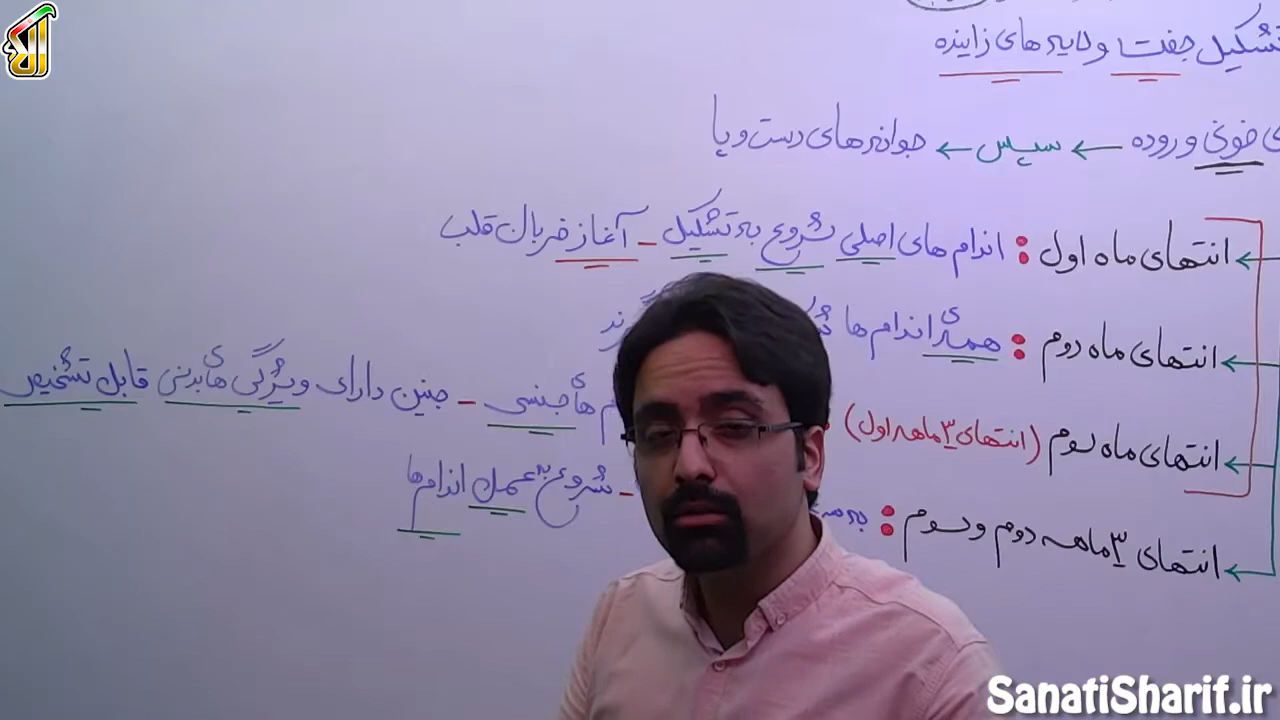 تشکیل جفت و لایه های زاینده
خونی و روده ← سپس ← جوانه های دست و پا
انتهای ماه اول : اندام های اصلی شروع به تشکیل - آغاز ضربان قلب
انتهای ماه دوم : همهٔ اندام ها
انتهای ماه سوم (انتهای ۳ ماهه اول) های جنسی - جنین دارای ویژگی های بدنی قابل تشخیص
انتهای ۳ ماهه دوم و سوم : - شروع به عمل اندام ها
آلاء
SanatiSharif.ir